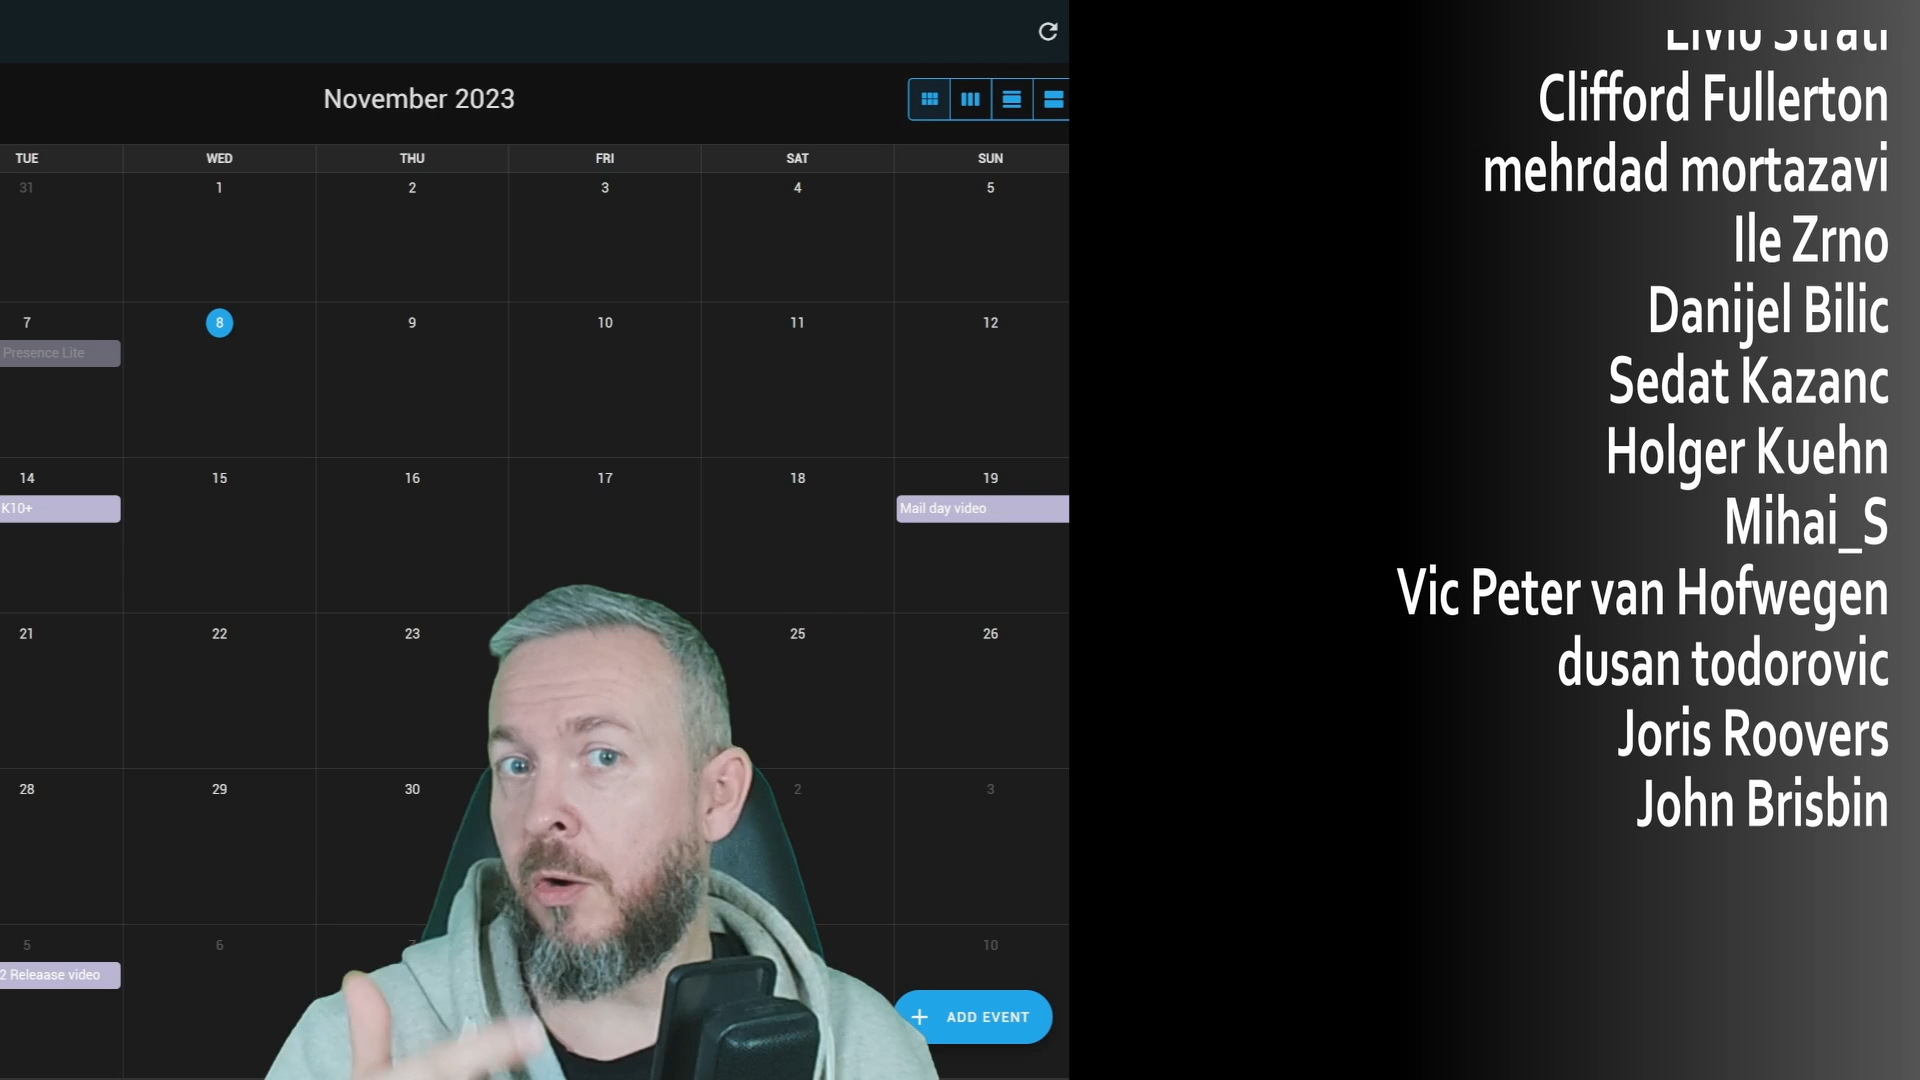 November 2023
TUE WED THU FRI SAT SUN
31 1 2 3 4 5
7 8 9 10 11 12
Presence Lite
14 15 16 17 18 19
K10+ Mail day video
21 22 23 25 26
28 29 30 2 3
5 6 7 10
2 Releaase video
ADD EVENT
Livio Strati
Clifford Fullerton
mehrdad mortazavi
Ile Zrno
Danijel Bilic
Sedat Kazanc
Holger Kuehn
Mihai_S
Vic Peter van Hofwegen
dusan todorovic
Joris Roovers
John Brisbin